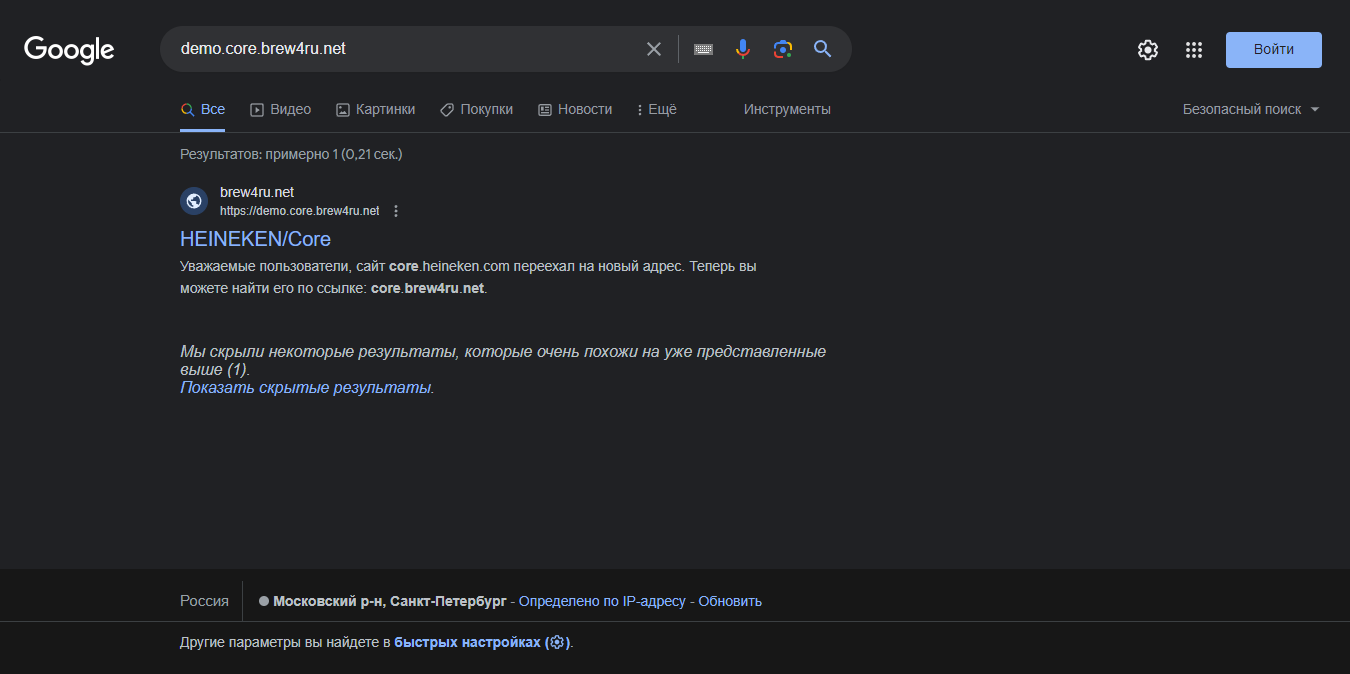 Google
demo.core.brew4ru.net
Войти
Все Видео Картинки Покупки Новости Ещё Инструменты Безопасный поиск
Результатов: примерно 1 (0,21 сек.)
brew4ru.net
https://demo.core.brew4ru.net
HEINEKEN/Core
Уважаемые пользователи, сайт core.heineken.com переехал на новый адрес. Теперь вы
можете найти его по ссылке: core.brew4ru.net.
Мы скрыли некоторые результаты, которые очень похожи на уже представленные
выше (1).
Показать скрытые результаты.
Россия Московский р-н, Санкт-Петербург - Определено по IP-адресу - Обновить
Другие параметры вы найдете в быстрых настройках ().